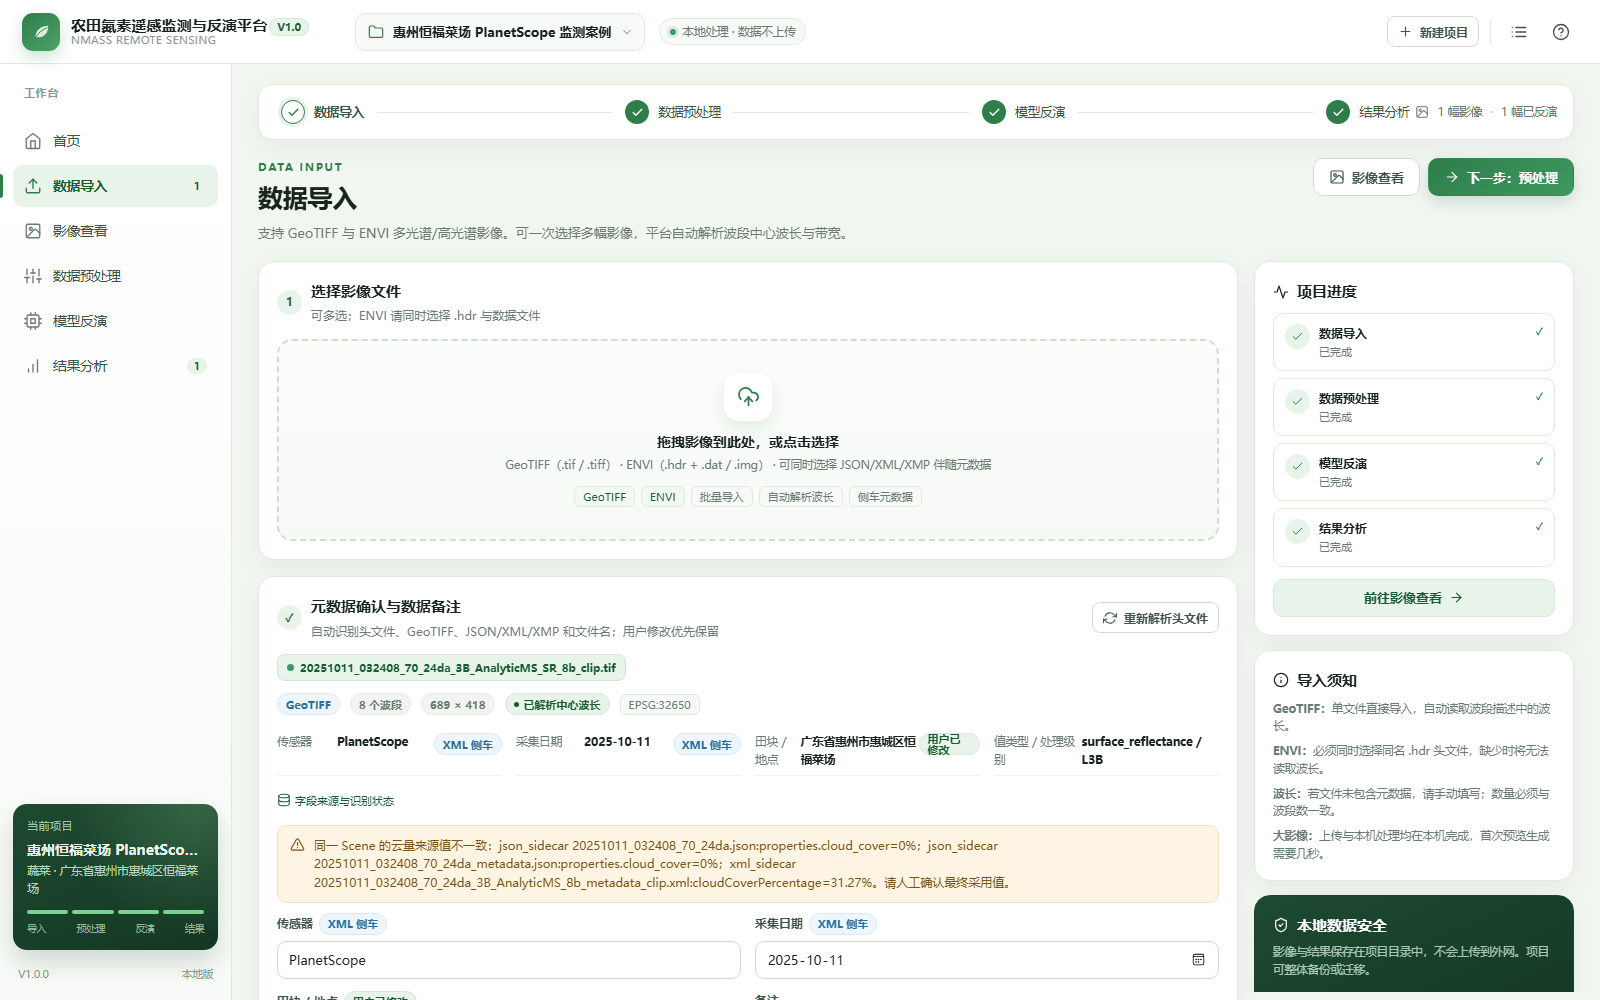 农田氮素遥感监测与反演平台 V1.0
NMASS REMOTE SENSING
惠州恒福菜场 PlanetScope 监测案例
本地处理 · 数据不上传
新建项目
工作台
首页
数据导入 1
影像查看
数据预处理
模型反演
结果分析 1
当前项目
惠州恒福菜场 PlanetSco...
蔬菜 · 广东省惠州市惠城区恒福菜
场
导入 预处理 反演 结果
V1.0.0 本地版
数据导入
数据预处理
模型反演
结果分析
1 幅影像 · 1 幅已反演
DATA INPUT
数据导入
支持 GeoTIFF 与 ENVI 多光谱/高光谱影像。可一次选择多幅影像，平台自动解析波段中心波长与带宽。
影像查看
下一步：预处理
1
选择影像文件
可多选；ENVI 请同时选择 .hdr 与数据文件
拖拽影像到此处，或点击选择
GeoTIFF（.tif / .tiff） · ENVI（.hdr + .dat / .img） · 可同时选择 JSON/XML/XMP 伴随元数据
GeoTIFF ENVI 批量导入 自动解析波长 侧车元数据
元数据确认与数据备注
自动识别头文件、GeoTIFF、JSON/XML/XMP 和文件名；用户修改优先保留
重新解析头文件
20251011_032408_70_24da_3B_AnalyticMS_SR_8b_clip.tif
GeoTIFF 8 个波段 689 × 418 已解析中心波长 EPSG:32650
传感器 PlanetScope XML 侧车
采集日期 2025-10-11 XML 侧车
田块 /
地点
广东省惠州市惠城区恒
福菜场
用户已
修改
值类型 / 处理级
别
surface_reflectance /
L3B
字段来源与识别状态
同一 Scene 的云量来源值不一致：json_sidecar 20251011_032408_70_24da.json:properties.cloud_cover=0%；json_sidecar
20251011_032408_70_24da_metadata.json:properties.cloud_cover=0%；xml_sidecar
20251011_032408_70_24da_3B_AnalyticMS_8b_metadata_clip.xml:cloudCoverPercentage=31.27%。请人工确认最终采用值。
传感器 XML 侧车
PlanetScope
采集日期 XML 侧车
2025-10-11
田块 / 地点 用户已修改
备注
项目进度
数据导入
已完成
数据预处理
已完成
模型反演
已完成
结果分析
已完成
前往影像查看
导入须知
GeoTIFF：单文件直接导入，自动读取波段描述中的波
长。
ENVI：必须同时选择同名 .hdr 头文件，缺少时将无法
读取波长。
波长：若文件未包含元数据，请手动填写；数量必须与
波段数一致。
大影像：上传与本机处理均在本机完成，首次预览生成
需要几秒。
本地数据安全
影像与结果保存在项目目录中，不会上传到外网。项目
可整体备份或迁移。